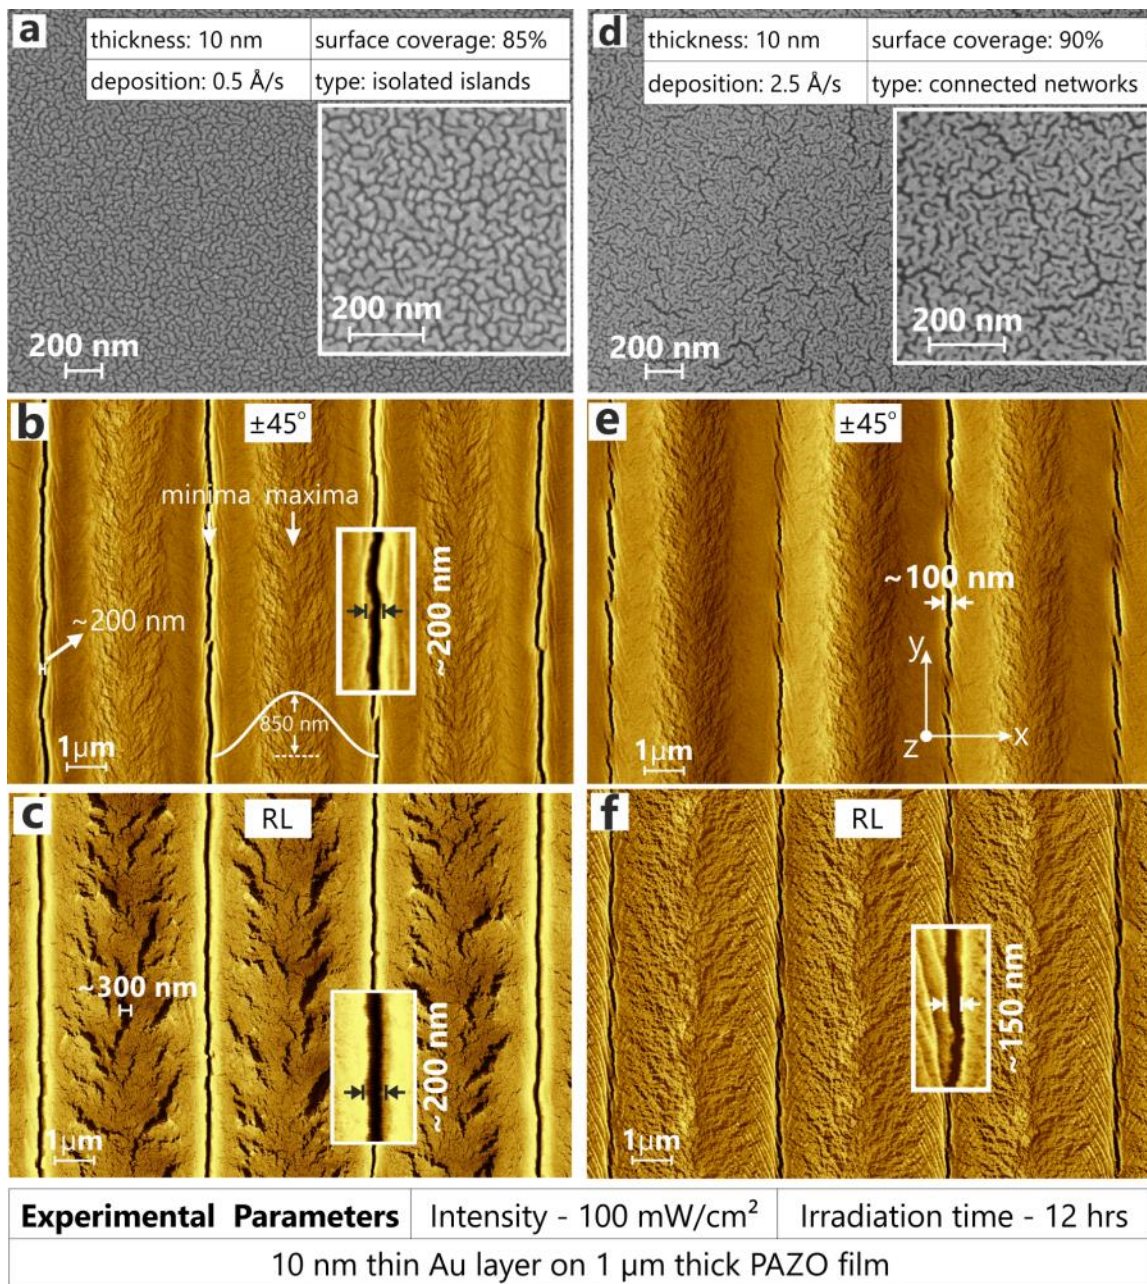 a
thickness: 10 nm
surface coverage: 85%
deposition: 0.5 Å/s
type: isolated islands
200 nm
200 nm
d
thickness: 10 nm
surface coverage: 90%
deposition: 2.5 Å/s
type: connected networks
200 nm
200 nm
b
±45°
minima
maxima
~200 nm
~200 nm
850 nm
1µm
e
±45°
~100 nm
y
z
x
1µm
c
RL
~300 nm
~200 nm
1µm
f
RL
~150 nm
1µm
Experimental Parameters
Intensity - 100 mW/cm²
Irradiation time - 12 hrs
10 nm thin Au layer on 1 µm thick PAZO film